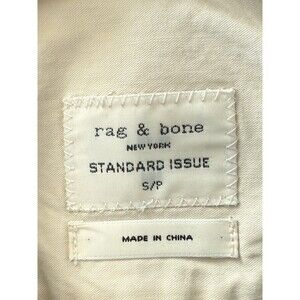 rag & bone
NEW YORK
STANDARD ISSUE
S/P
MADE IN CHINA